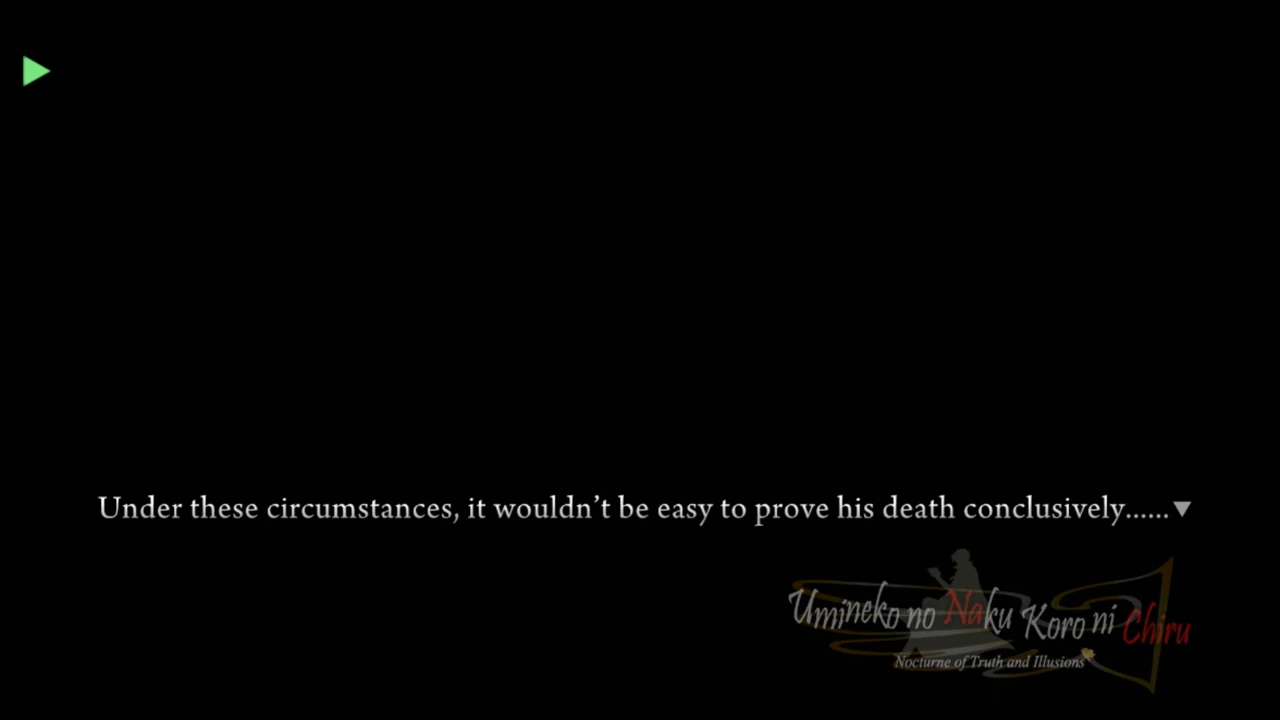 Under these circumstances, it wouldn’t be easy to prove his death conclusively......
Umineko no Naku Koro ni Chiru
Nocturne of Truth and Illusions